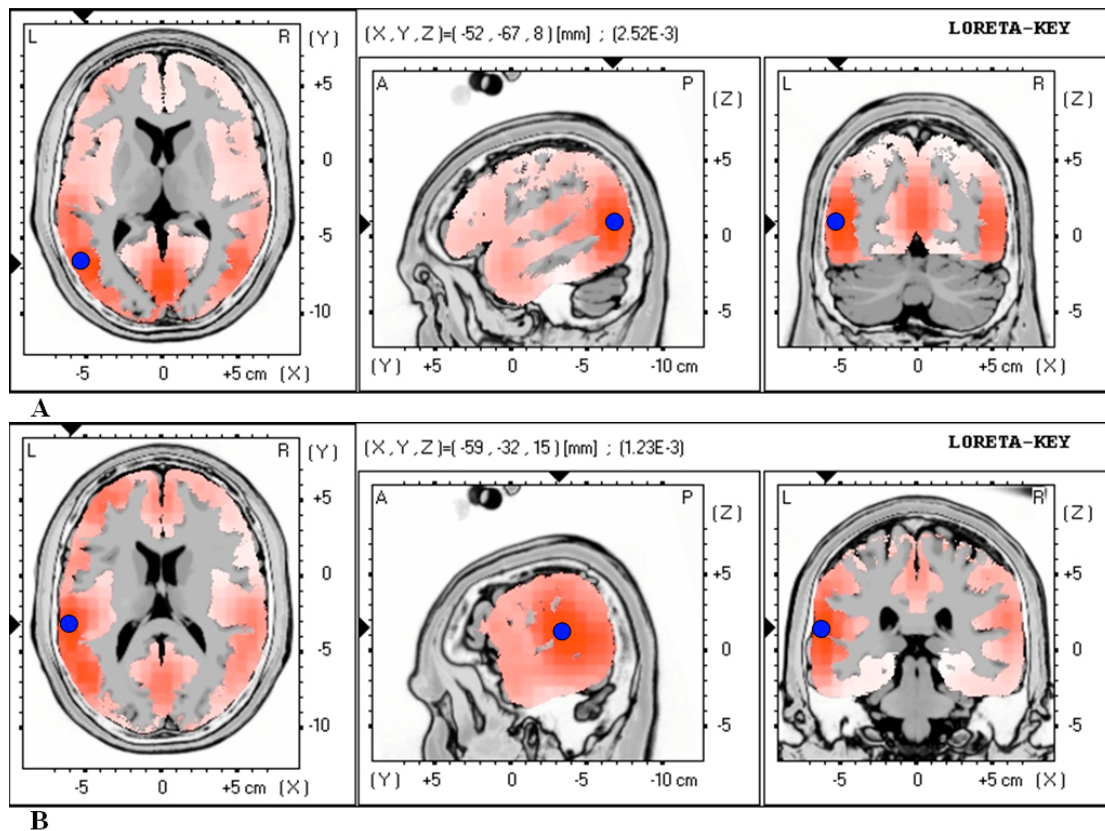 L R (Y)
(X, Y, Z)=(-52, -67, 8) [mm] ; (2.52E-3)
LORETA-KEY
+5
0
-5
-10
-5 0 +5 cm (X)
A P (Z)
+5
0
-5
(Y) +5 0 -5 -10 cm
L R (Z)
+5
0
-5
-5 0 +5 cm (X)
A
L R (Y)
(X, Y, Z)=(-59, -32, 15) [mm] ; (1.23E-3)
LORETA-KEY
+5
0
-5
-10
-5 0 +5 cm (X)
A P (Z)
+5
0
-5
(Y) +5 0 -5 -10 cm
L R (Z)
+5
0
-5
-5 0 +5 cm (X)
B